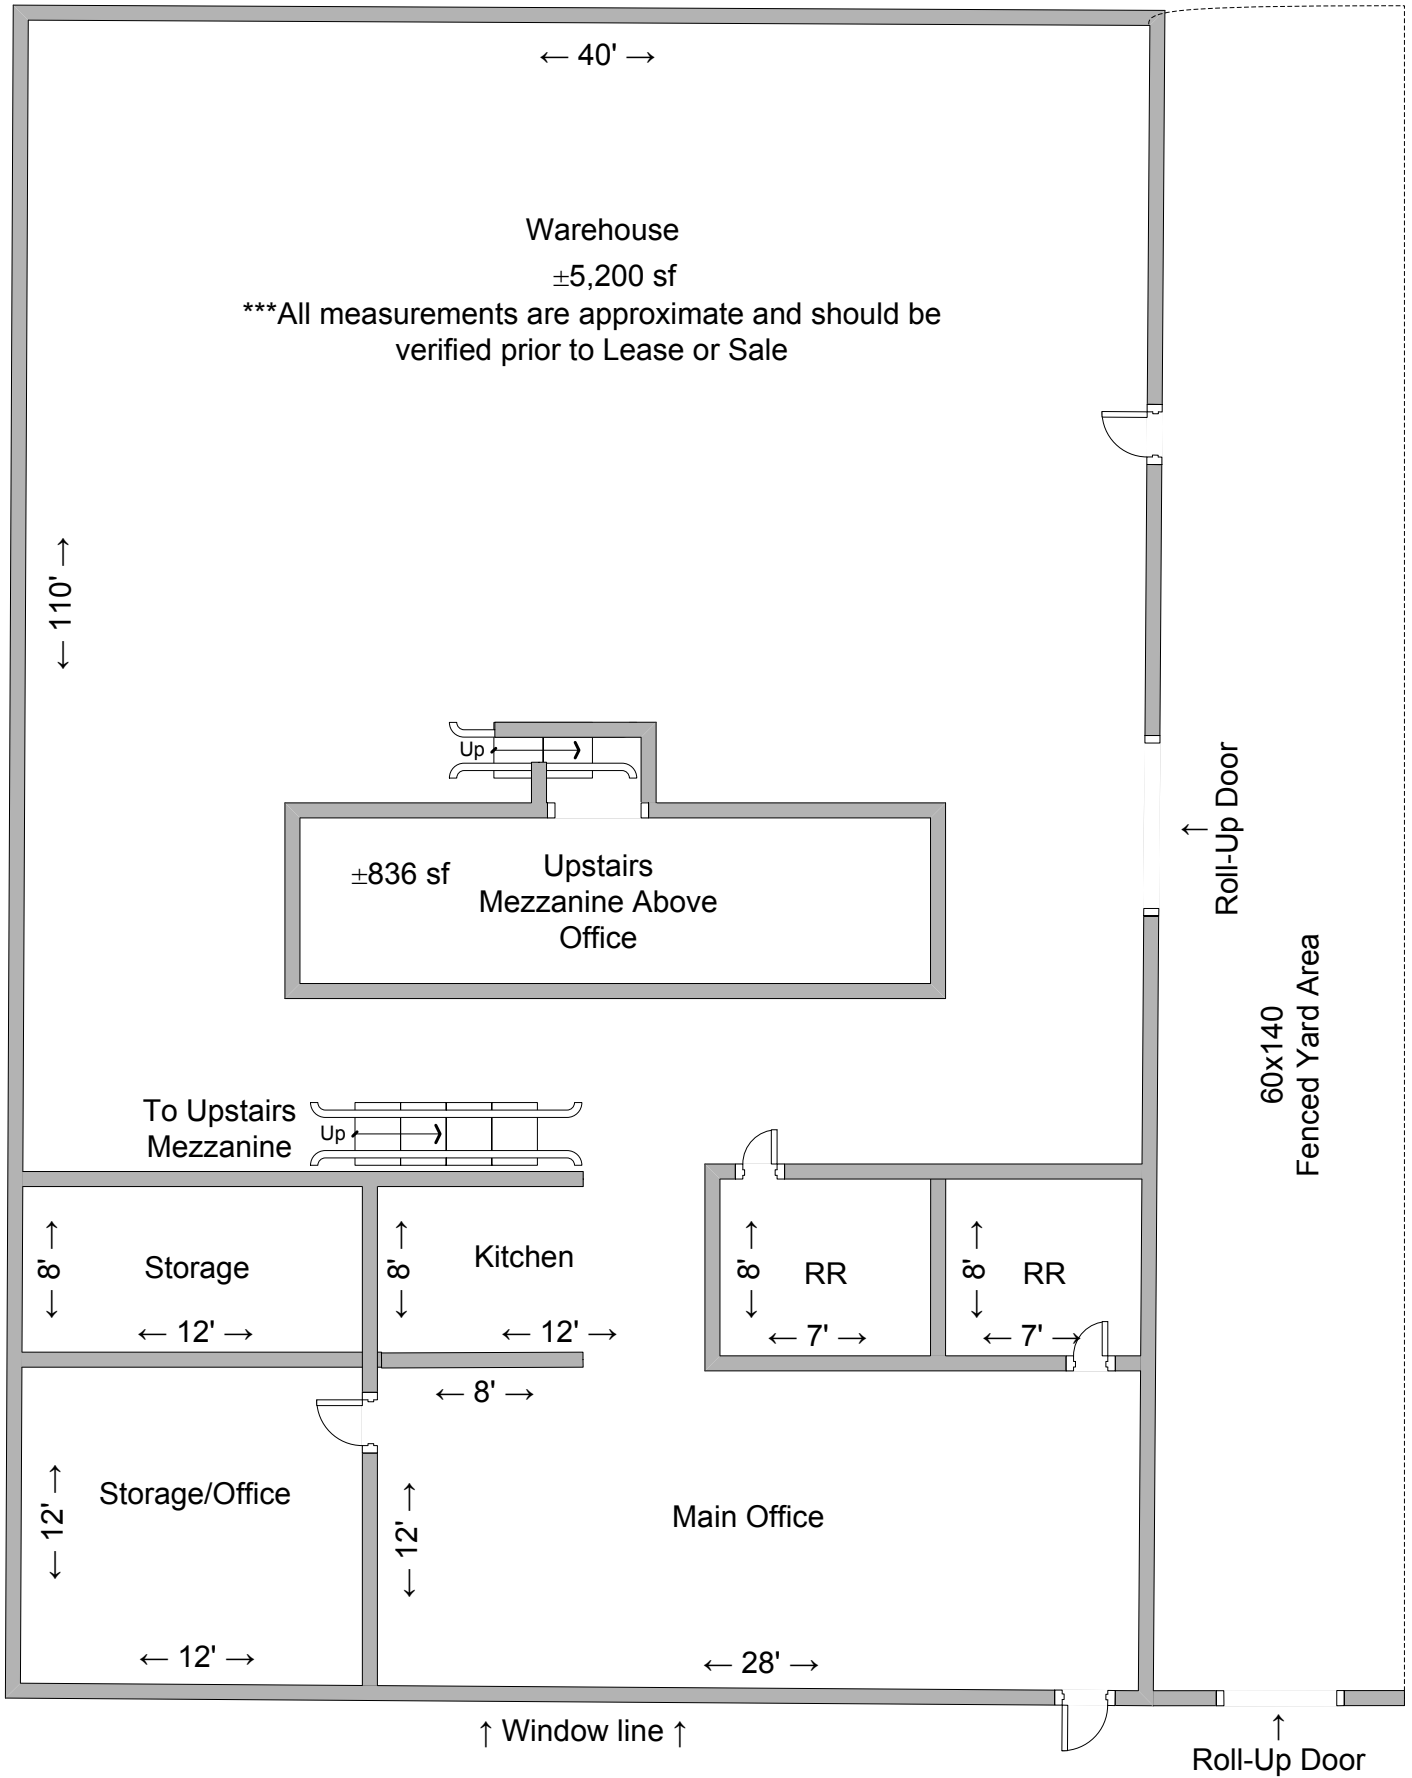 ← 40' →
Warehouse
±5,200 sf
***All measurements are approximate and should be
verified prior to Lease or Sale
← 110' →
Up
±836 sf
Upstairs
Mezzanine Above
Office
← Roll-Up Door
60x140
Fenced Yard Area
To Upstairs
Mezzanine
Up
← 8' →
Storage
← 12' →
← 8' →
Kitchen
← 12' →
← 8' →
RR
← 7' →
← 8' →
RR
← 7' →
← 8' →
← 12' →
Storage/Office
← 12' →
← 12' →
Main Office
← 28' →
↑ Window line ↑
↑
Roll-Up Door